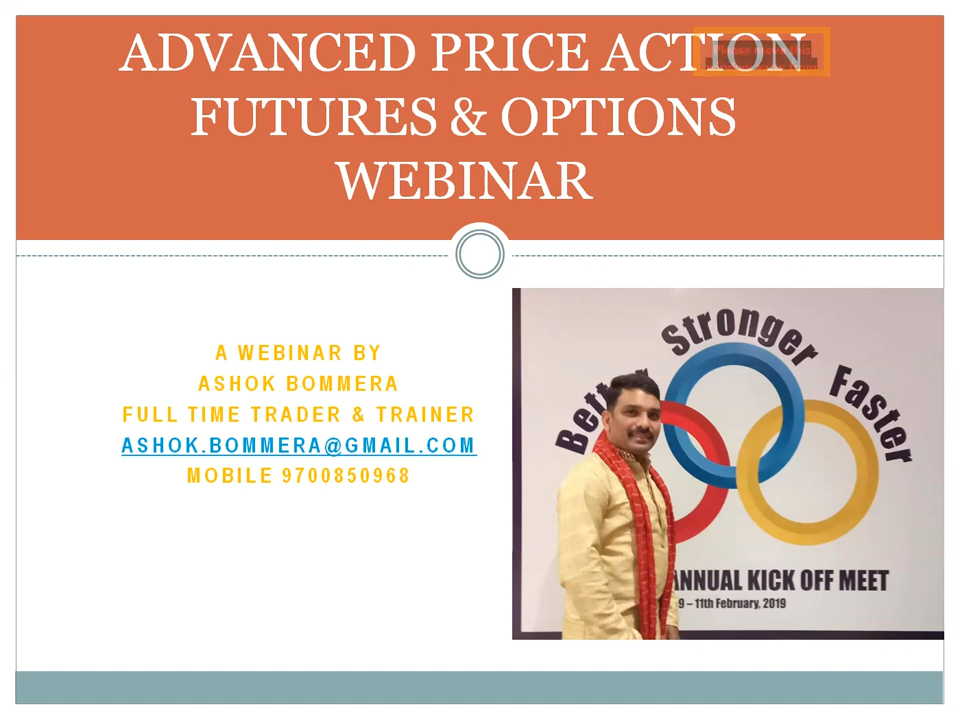 ADVANCED PRICE ACTION
FUTURES & OPTIONS
WEBINAR
A WEBINAR BY
ASHOK BOMMERA
FULL TIME TRADER & TRAINER
ASHOK.BOMMERA@GMAIL.COM
MOBILE 9700850968
Stronger
Faster
ANNUAL KICK OFF MEET
9 – 11th February, 2019